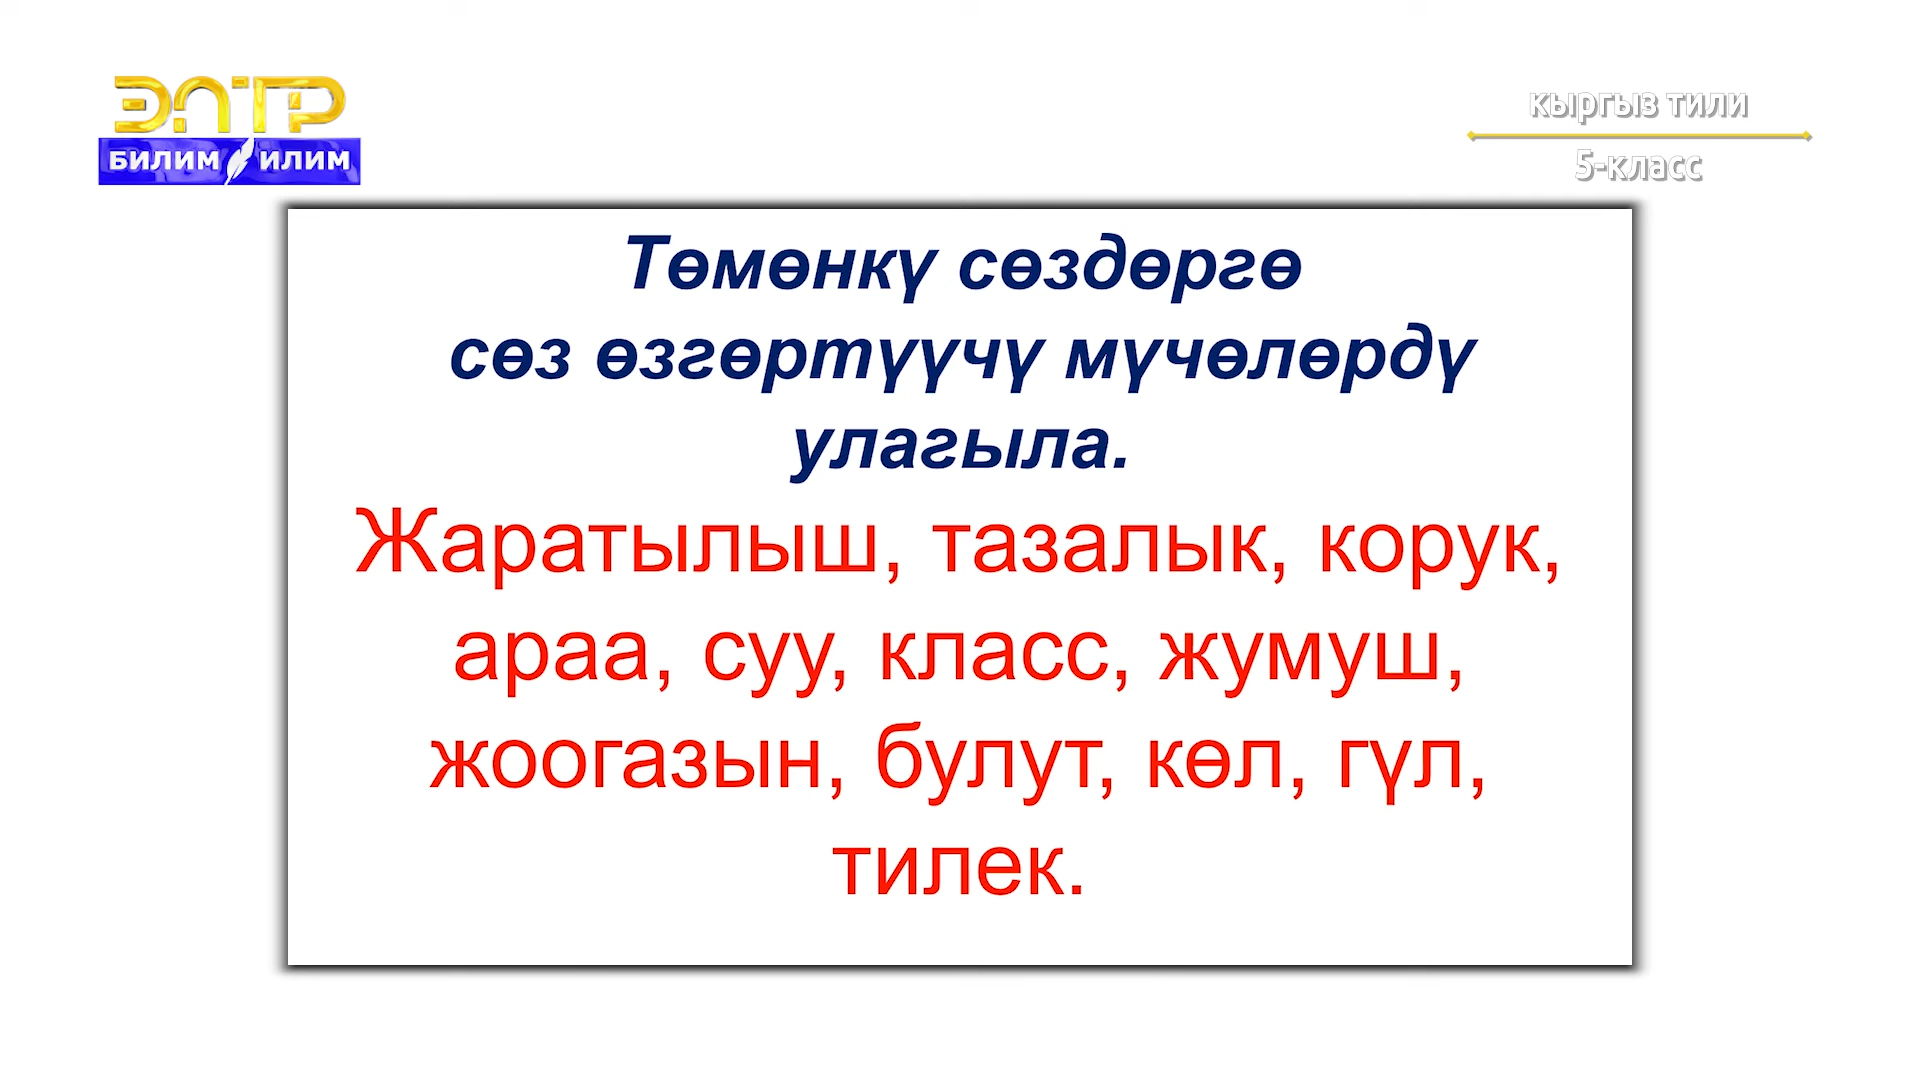 ЭЛТР
БИЛИМ ИЛИМ
кыргыз тили
5-класс
Төмөнкү сөздөргө
сөз өзгөртүүчү мүчөлөрдү
улагыла.
Жаратылыш, тазалык, корук,
араа, суу, класс, жумуш,
жоогазын, булут, көл, гүл,
тилек.